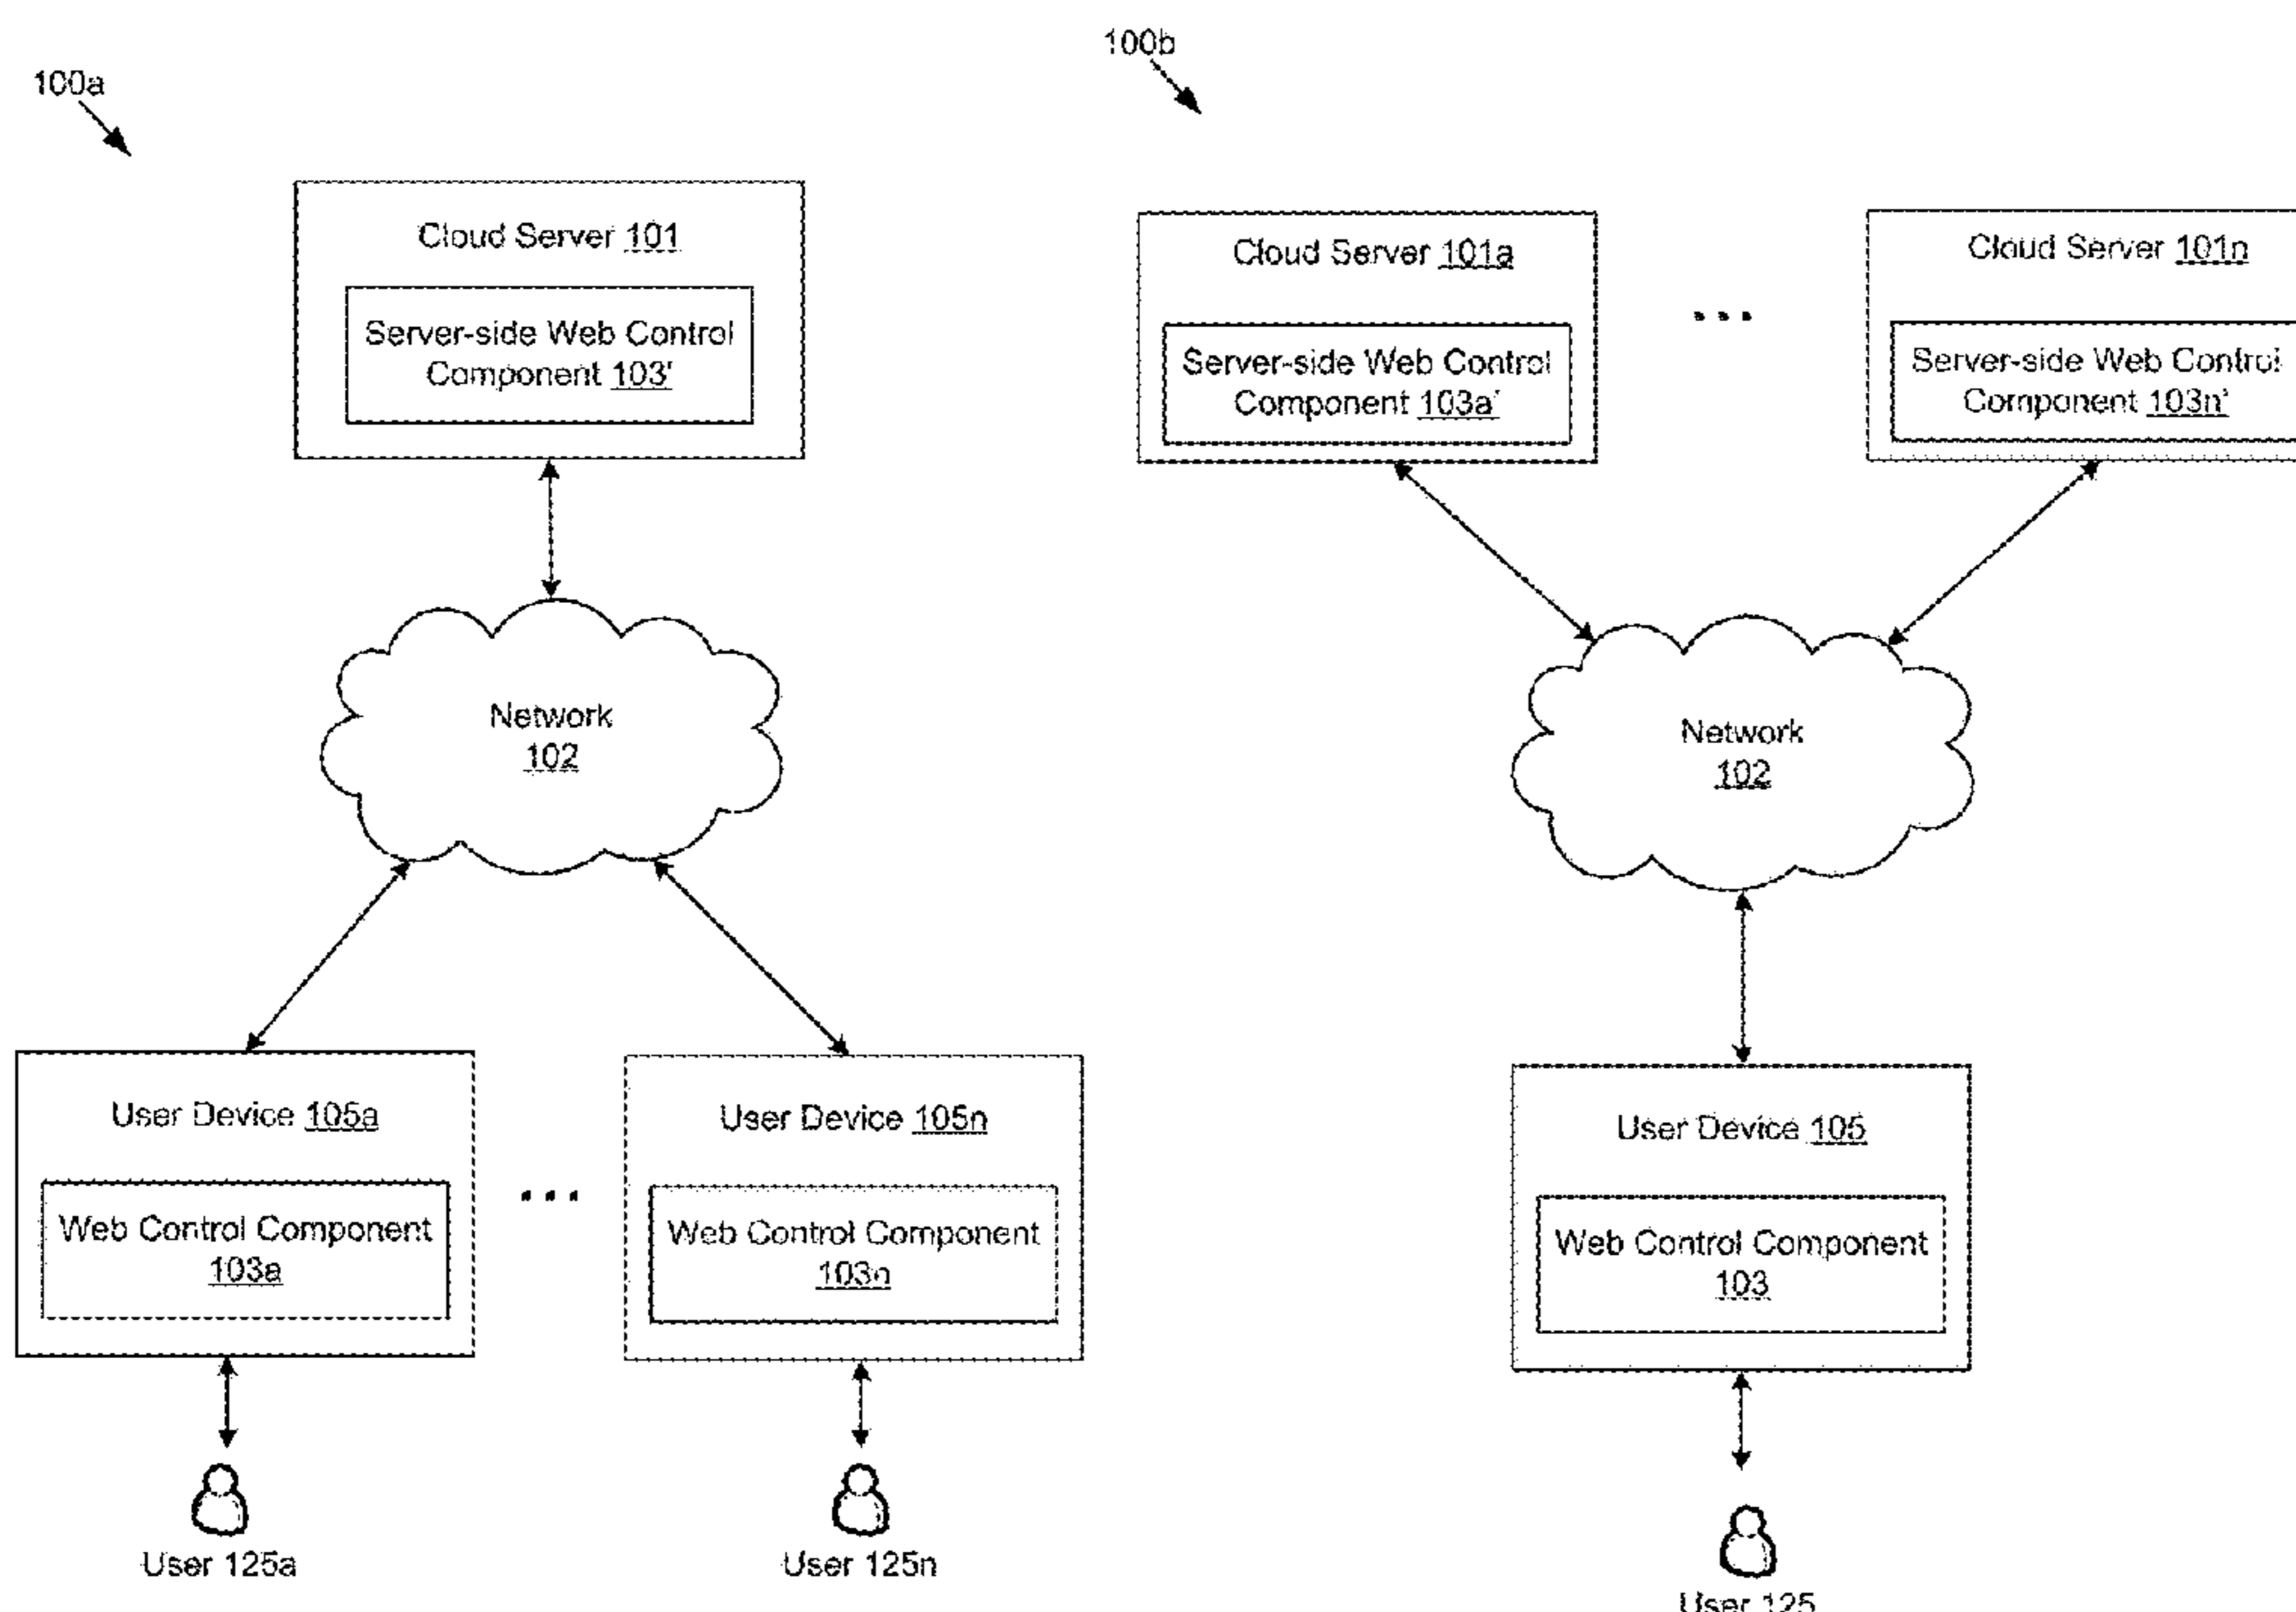 100a
Cloud Server 101
Server-side Web Control
Component 103'
Network
102
User Device 105a
Web Control Component
103a
...
User Device 105n
Web Control Component
103n
User 125a
User 125n
100b
Cloud Server 101a
Server-side Web Control
Component 103a'
...
Cloud Server 101n
Server-side Web Control
Component 103n'
Network
102
User Device 105
Web Control Component
103
User 125